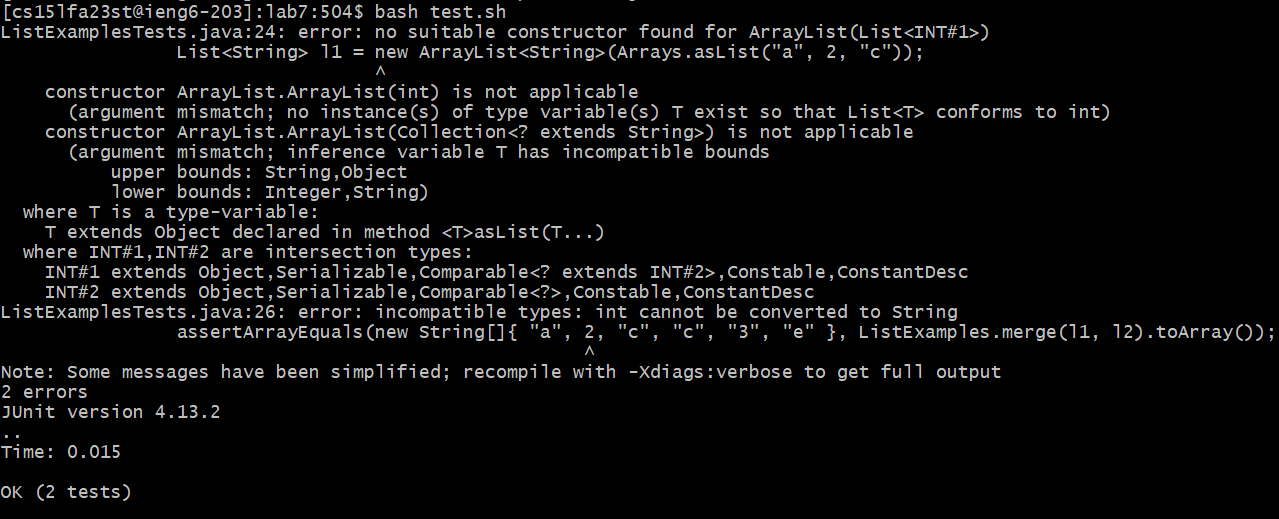 [cs15lfa23st@ieng6-203]:lab7:504$ bash test.sh
ListExamplesTests.java:24: error: no suitable constructor found for ArrayList(List<INT#1>)
                List<String> l1 = new ArrayList<String>(Arrays.asList("a", 2, "c"));
                                  ^
    constructor ArrayList.ArrayList(int) is not applicable
      (argument mismatch; no instance(s) of type variable(s) T exist so that List<T> conforms to int)
    constructor ArrayList.ArrayList(Collection<? extends String>) is not applicable
      (argument mismatch; inference variable T has incompatible bounds
          upper bounds: String,Object
          lower bounds: Integer,String)
  where T is a type-variable:
    T extends Object declared in method <T>asList(T...)
  where INT#1,INT#2 are intersection types:
    INT#1 extends Object,Serializable,Comparable<? extends INT#2>,Constable,ConstantDesc
    INT#2 extends Object,Serializable,Comparable<?>,Constable,ConstantDesc
ListExamplesTests.java:26: error: incompatible types: int cannot be converted to String
                assertArrayEquals(new String[]{ "a", 2, "c", "c", "3", "e" }, ListExamples.merge(l1, l2).toArray());
                                                     ^
Note: Some messages have been simplified; recompile with -Xdiags:verbose to get full output
2 errors
JUnit version 4.13.2
..
Time: 0.015

OK (2 tests)